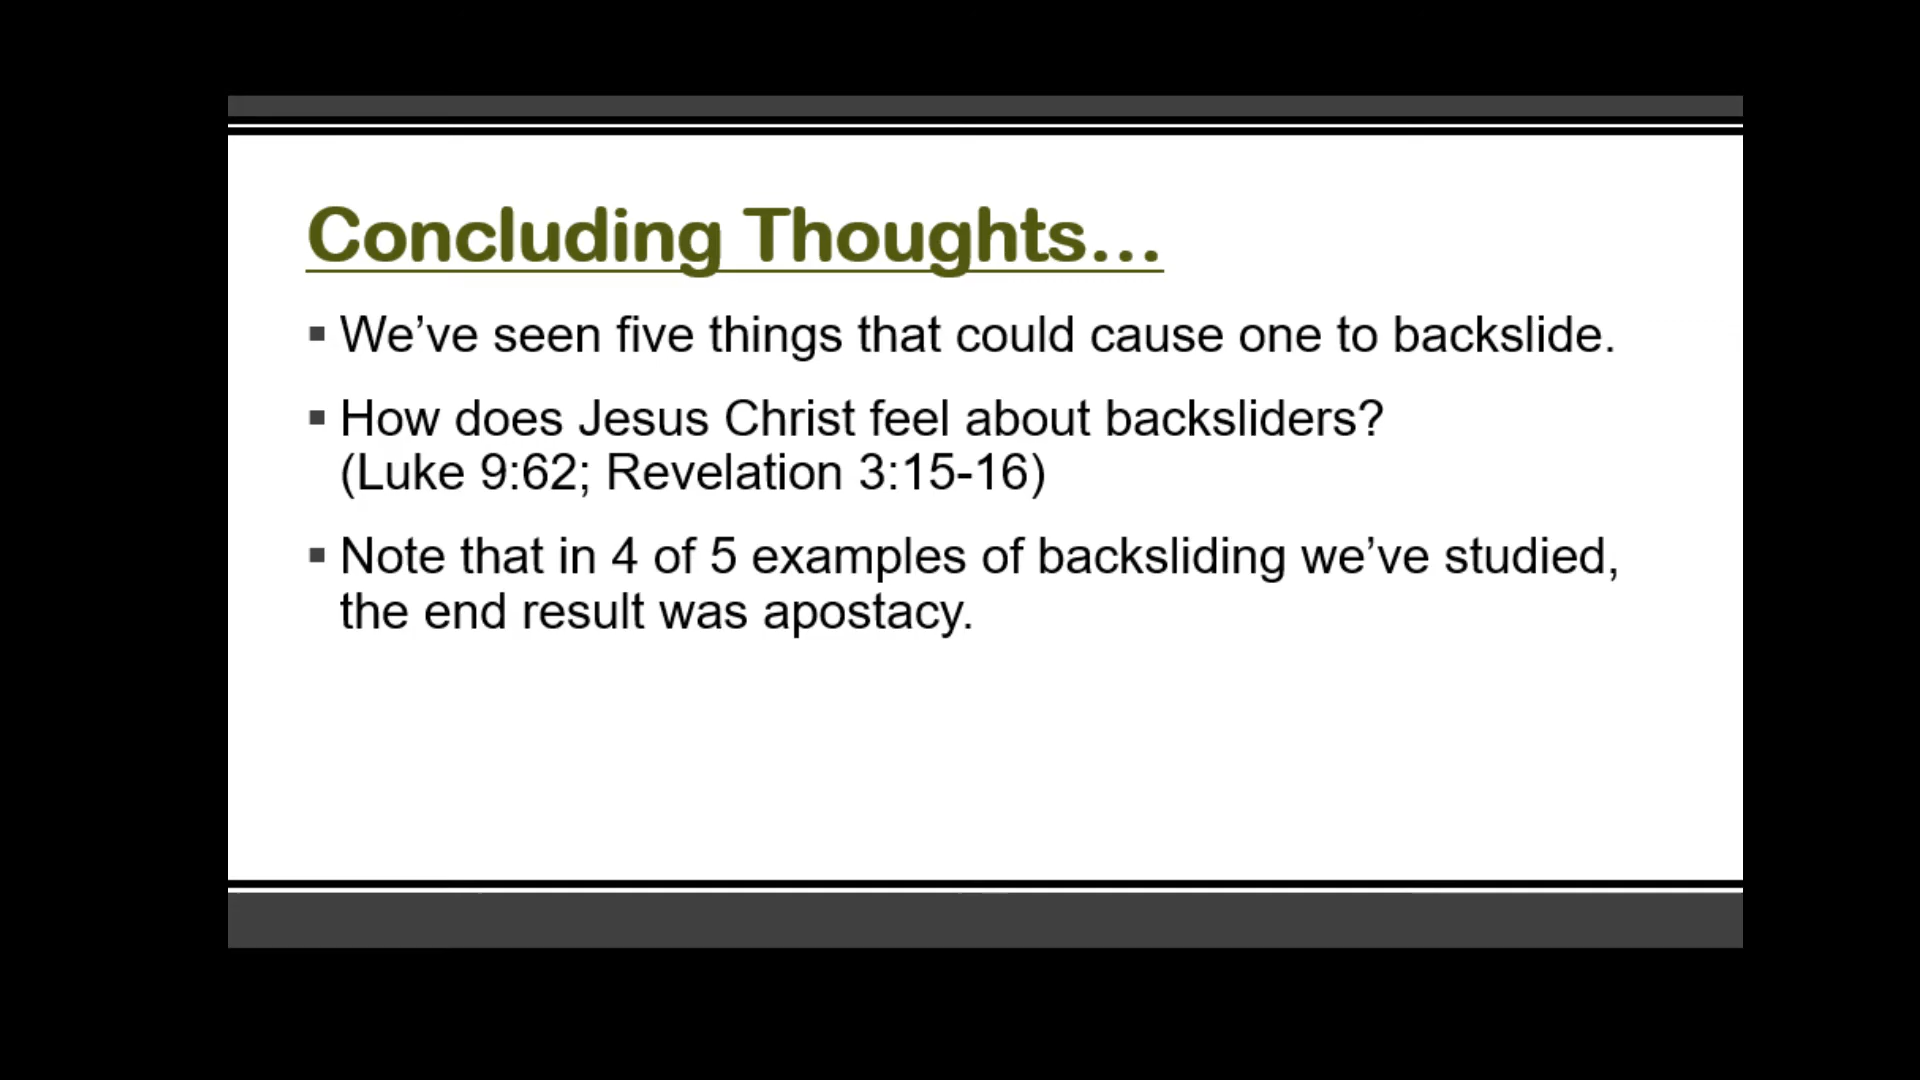 Concluding Thoughts...
▪ We’ve seen five things that could cause one to backslide.
▪ How does Jesus Christ feel about backsliders?
(Luke 9:62; Revelation 3:15-16)
▪ Note that in 4 of 5 examples of backsliding we’ve studied,
the end result was apostacy.